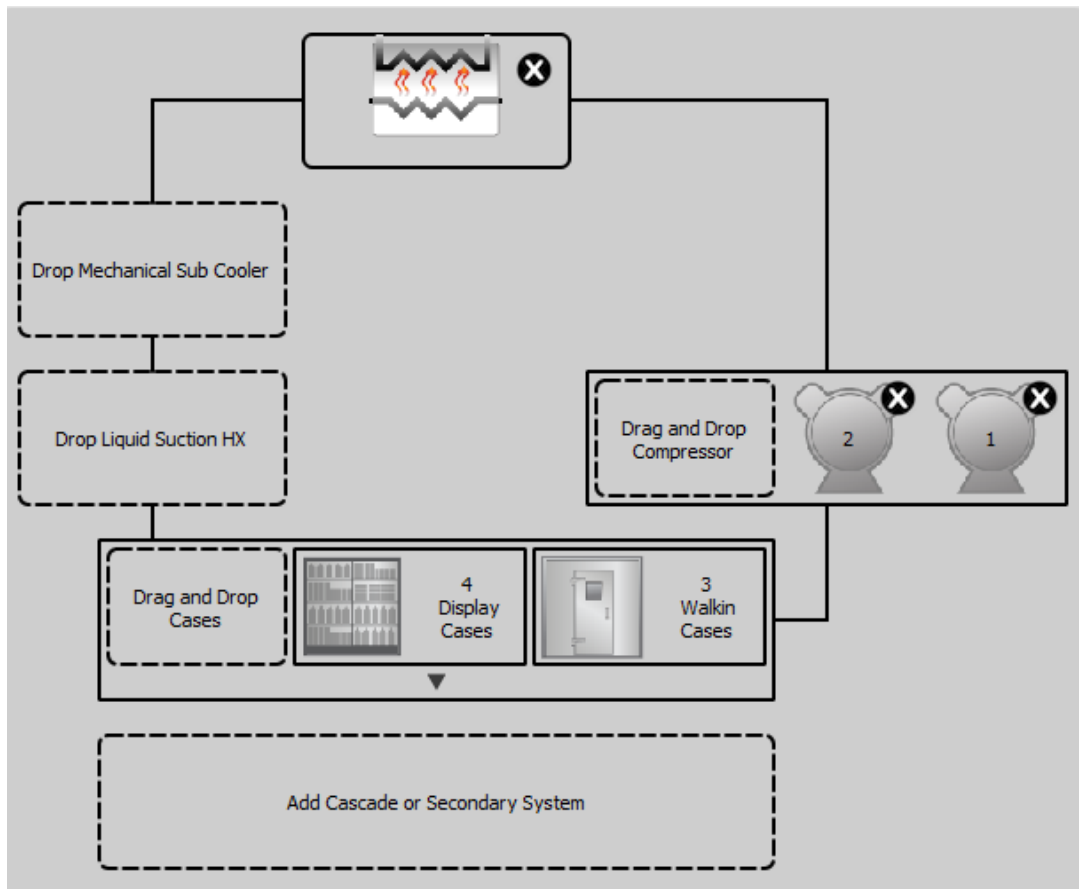 Drop Mechanical Sub Cooler
Drop Liquid Suction HX
Drag and Drop
Compressor
2
1
Drag and Drop
Cases
4
Display
Cases
3
Walkin
Cases
Add Cascade or Secondary System